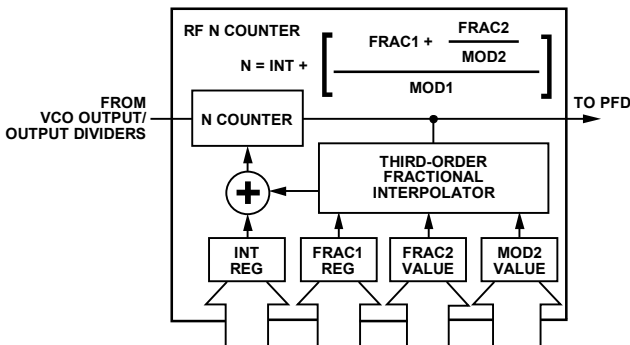 RF N COUNTER
N = INT +
FRAC1 +
FRAC2
MOD2
MOD1
FROM
VCO OUTPUT/
OUTPUT DIVIDERS
N COUNTER
TO PFD
THIRD-ORDER
FRACTIONAL
INTERPOLATOR
+
INT
REG
FRAC1
REG
FRAC2
VALUE
MOD2
VALUE